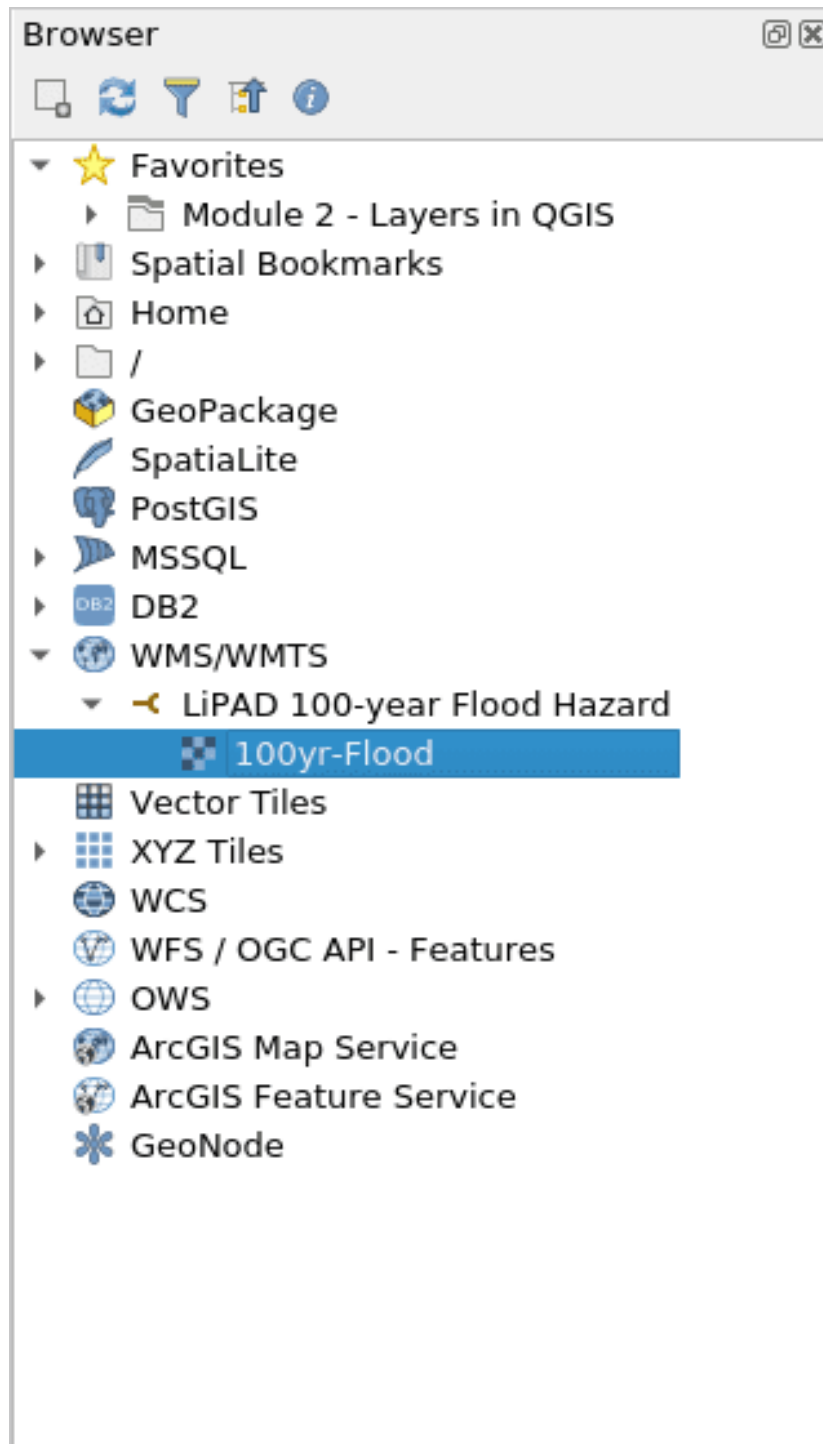 Browser
Favorites
Module 2 - Layers in QGIS
Spatial Bookmarks
Home
/
GeoPackage
SpatiaLite
PostGIS
MSSQL
DB2 DB2
WMS/WMTS
LiPAD 100-year Flood Hazard
100yr-Flood
Vector Tiles
XYZ Tiles
WCS
WFS / OGC API - Features
OWS
ArcGIS Map Service
ArcGIS Feature Service
GeoNode